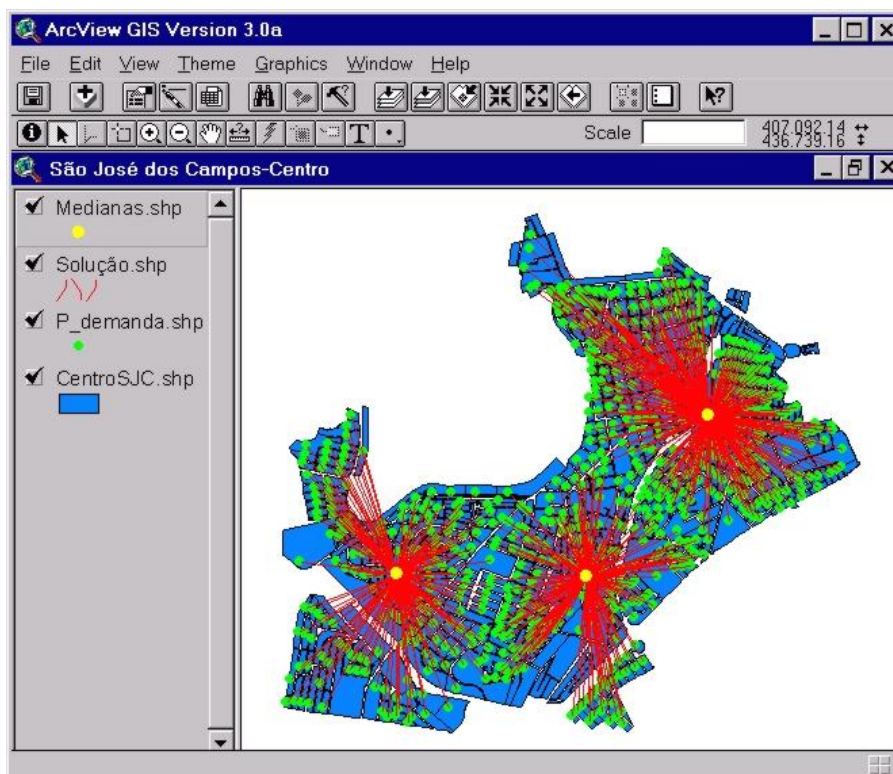 ArcView GIS Version 3.0a
File Edit View Theme Graphics Window Help
Scale 407,092.14
436,739.16
São José dos Campos-Centro
Medianas.shp
Solução.shp
P_demanda.shp
CentroSJC.shp